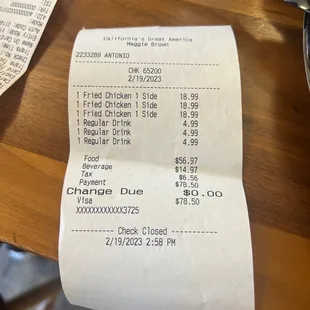 California's Great America
Maggie Brown
2233288 ANTONIO
CHK 65200
2/19/2023
1 Fried Chicken 1 Side 18.99
1 Fried Chicken 1 Side 18.99
1 Fried Chicken 1 Side 18.99
1 Regular Drink 4.99
1 Regular Drink 4.99
1 Regular Drink 4.99
Food $56.97
Beverage $14.97
Tax $6.56
Payment $78.50
Change Due $0.00
Visa $78.50
XXXXXXXXXXXX3725
---------- Check Closed ----------
2/19/2023 2:58 PM